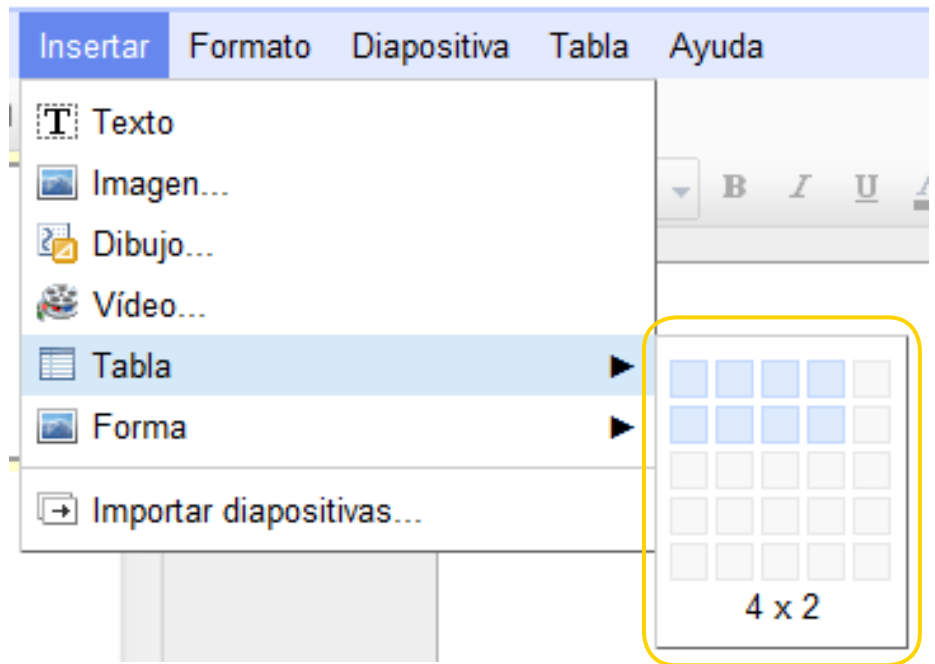 Insertar Formato Diapositiva Tabla Ayuda
T Texto
Imagen...
B I U A
Dibujo...
Vídeo...
Tabla
Forma
Importar diapositivas...
4 x 2